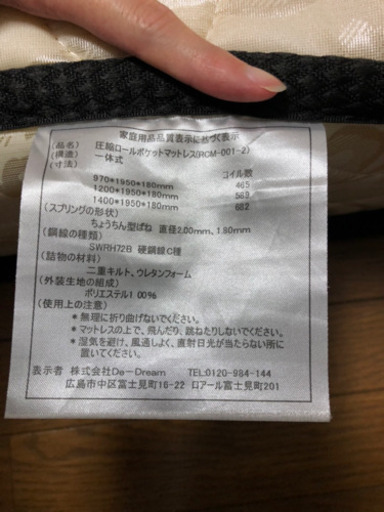 家庭用品品質表示に基づく表示
(品名) 圧縮ロールポケットマットレス(RCM-001-2)
(構造) 一体式
(寸法) コイル数
970*1950*180mm 465
1200*1950*180mm 569
1400*1950*180mm 682
(スプリングの形状)
ちょうちん型ばね 直径2.00mm、1.80mm
(鋼線の種類)
SWRH72B 硬鋼線C種
(詰物の材料)
二重キルト、ウレタンフォーム
(外装生地の組成)
ポリエステル100%
(使用上の注意)
*無理に折り曲げないでください。
*マットレスの上で、飛んだり、跳ねたりしないでください。
*湿気を避け、風通しよく、直射日光が当たらない所に置いてください。
表示者 株式会社De-Dream TEL0120-984-144
広島市中区富士見町16-22 ロアール富士見町201